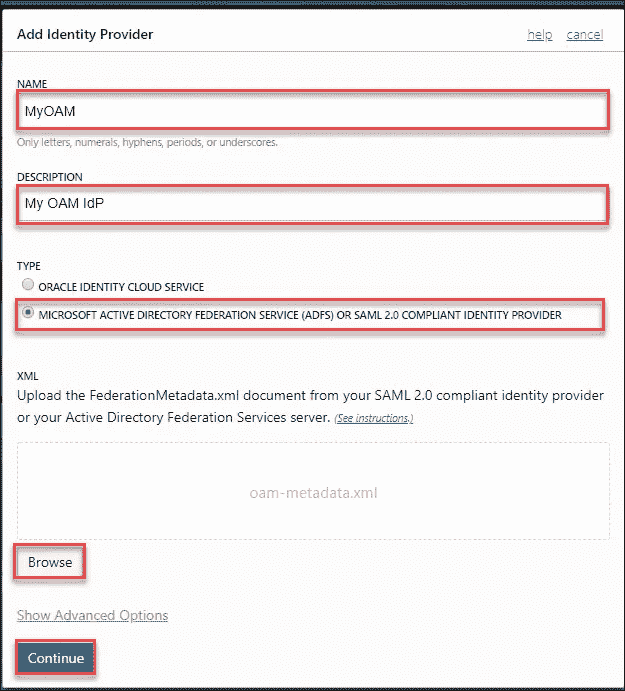 Add Identity Provider help cancel
NAME
MyOAM
Only letters, numerals, hyphens, periods, or underscores.
DESCRIPTION
My OAM IdP
TYPE
ORACLE IDENTITY CLOUD SERVICE
MICROSOFT ACTIVE DIRECTORY FEDERATION SERVICE (ADFS) OR SAML 2.0 COMPLIANT IDENTITY PROVIDER
XML
Upload the FederationMetadata.xml document from your SAML 2.0 compliant identity provider
or your Active Directory Federation Services server. (See instructions.)
oam-metadata.xml
Browse
Show Advanced Options
Continue